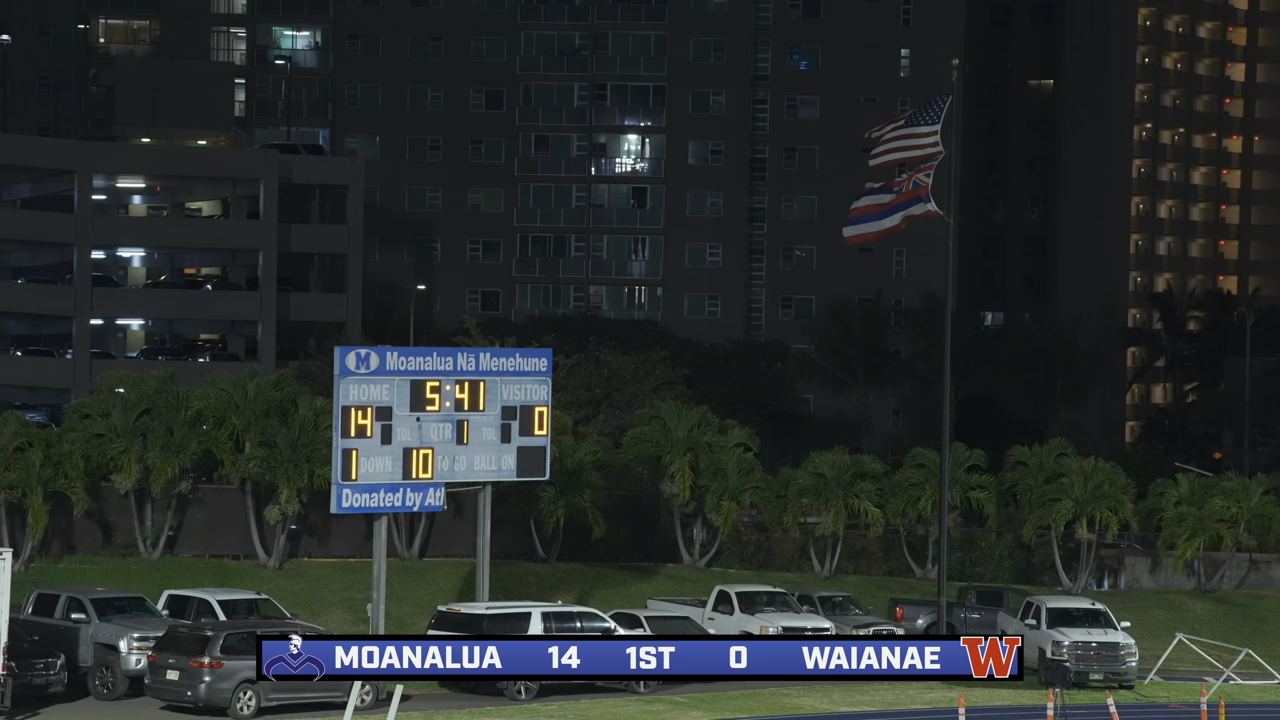 M Moanalua Nā Menehune
HOME 5:41 VISITOR
14 TOL QTR 1 TOL 0
1 DOWN 10 TO GO BALL ON
Donated by Atl
MOANALUA 14 1ST 0 WAIANAE W